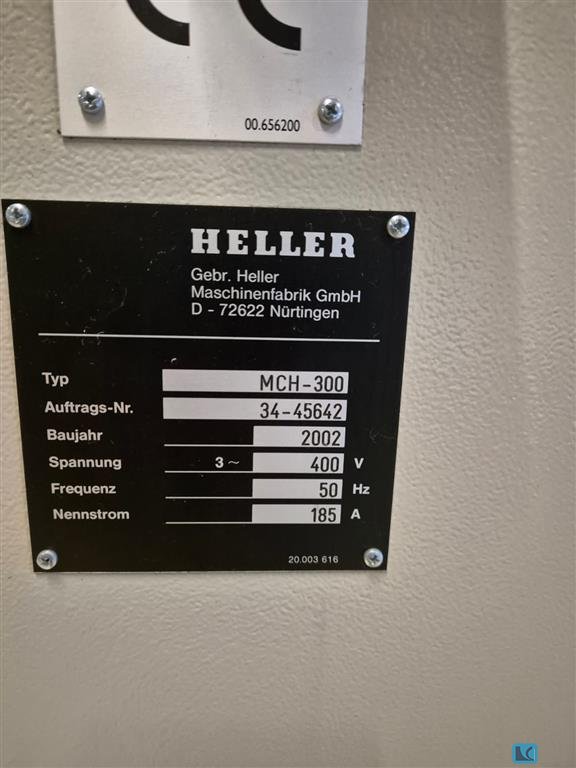 CE
00.656200
HELLER
Gebr. Heller
Maschinenfabrik GmbH
D - 72622 Nürtingen
Typ MCH-300
Auftrags-Nr. 34-45642
Baujahr 2002
Spannung 3~ 400 V
Frequenz 50 Hz
Nennstrom 185 A
20.003 616